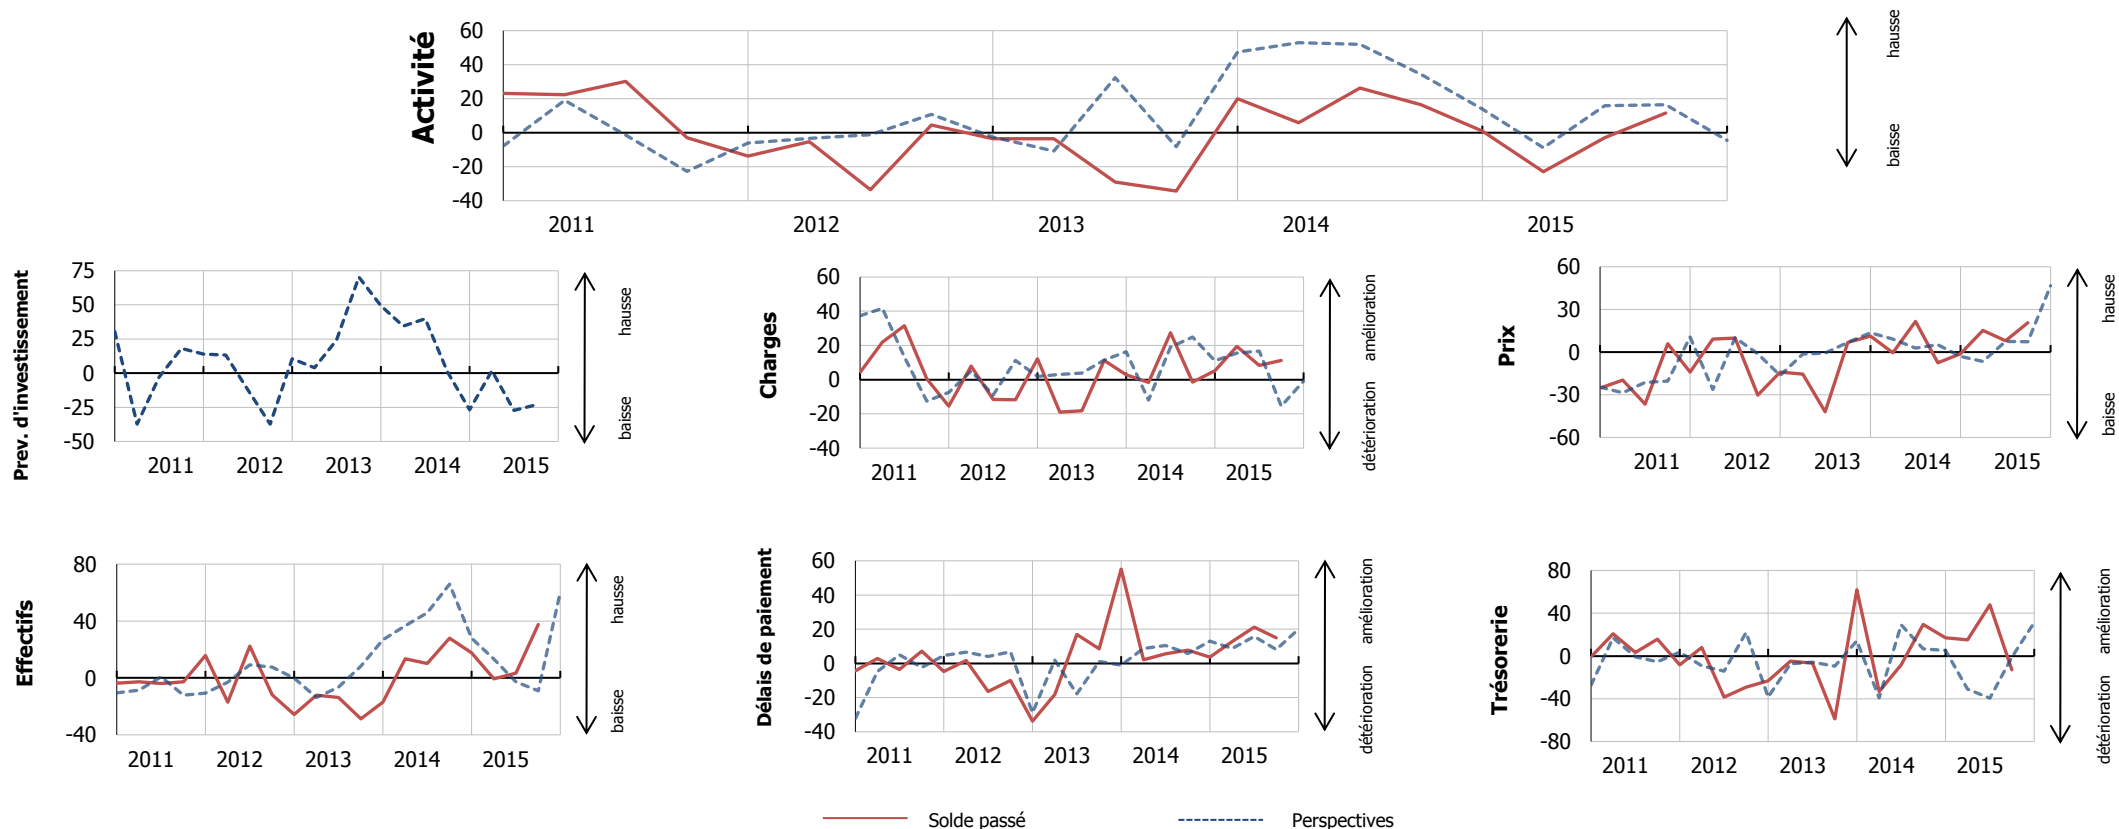 Activité
60
40
20
0
-20
-40
2011 2012 2013 2014 2015
hausse
baisse
Prev. d'investissement
75
50
25
0
-25
-50
2011 2012 2013 2014 2015
hausse
baisse
Charges
60
40
20
0
-20
-40
2011 2012 2013 2014 2015
amélioration
détérioration
Prix
60
30
0
-30
-60
2011 2012 2013 2014 2015
hausse
baisse
Effectifs
80
40
0
-40
2011 2012 2013 2014 2015
hausse
baisse
Délais de paiement
60
40
20
0
-20
-40
2011 2012 2013 2014 2015
amélioration
détérioration
Trésorerie
80
40
0
-40
-80
2011 2012 2013 2014 2015
amélioration
détérioration
Solde passé Perspectives